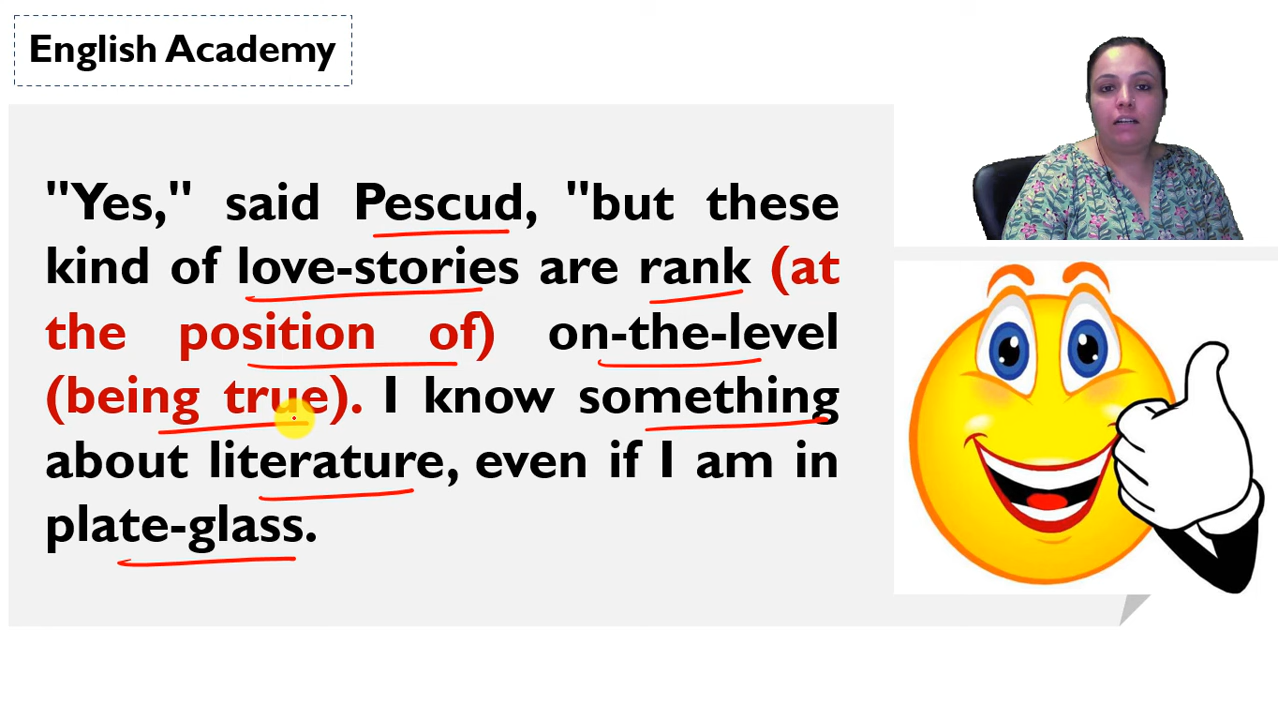 English Academy
"Yes," said Pescud, "but these
kind of love-stories are rank (at
the position of) on-the-level
(being true). I know something
about literature, even if I am in
plate-glass.